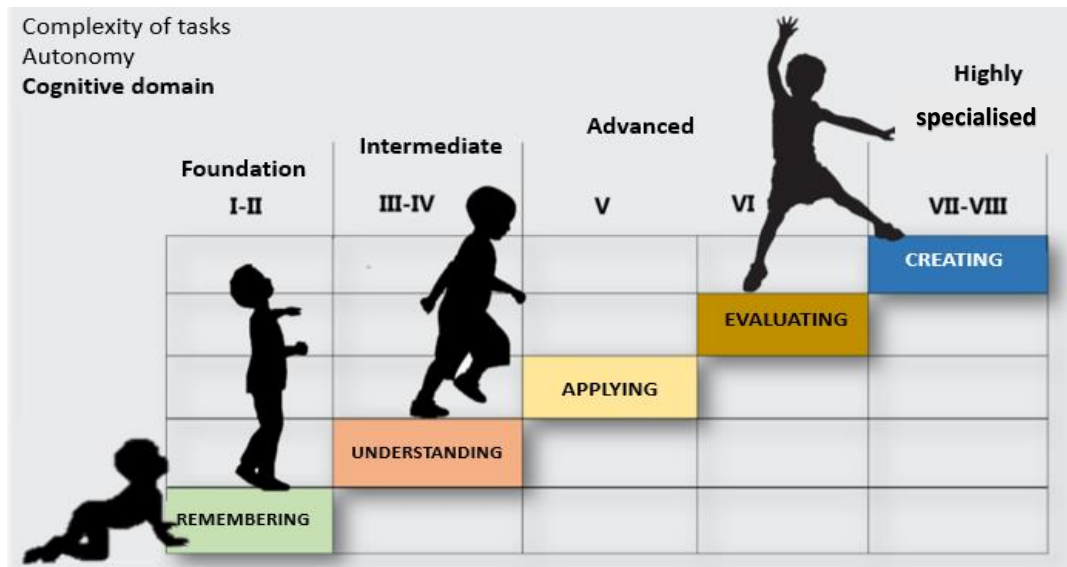 Complexity of tasks
Autonomy
Cognitive domain
Foundation
I-II
Intermediate
III-IV
Advanced
V
VI
Highly
specialised
VII-VIII
CREATING
EVALUATING
APPLYING
UNDERSTANDING
REMEMBERING